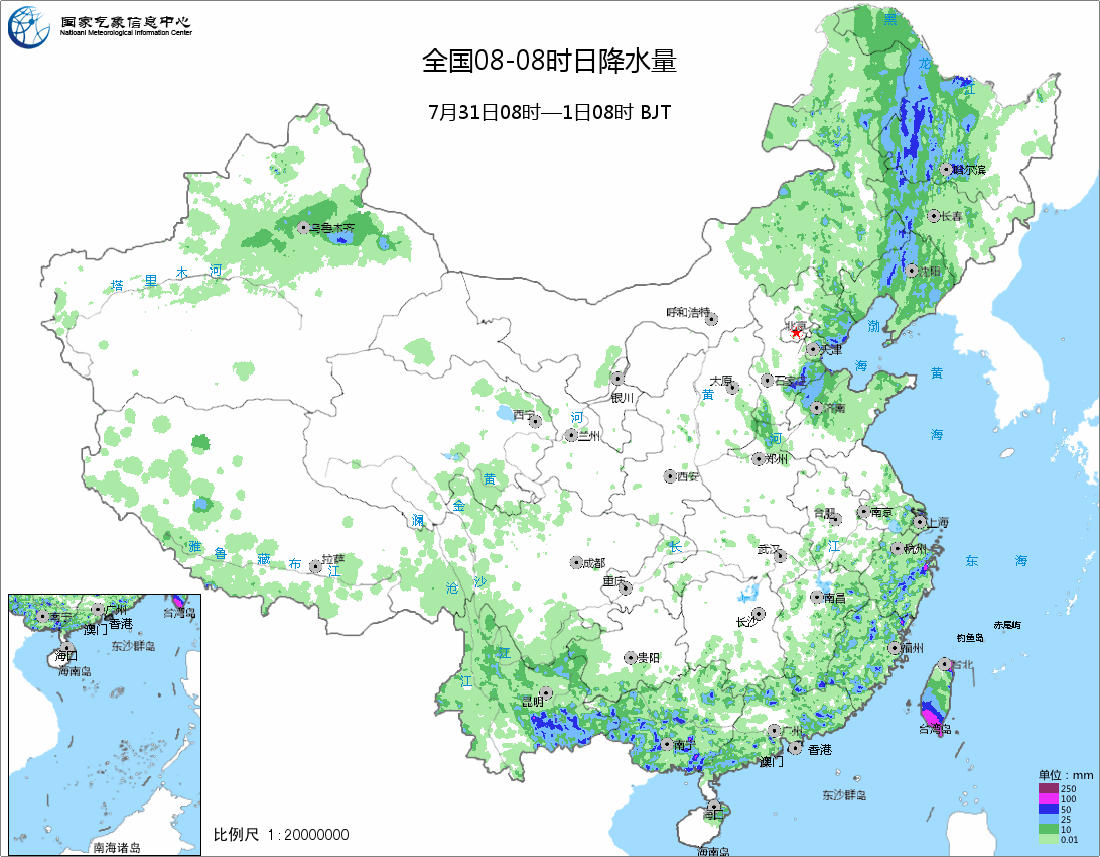 国家气象信息中心
Naitioanl Meteorological Information Center
全国08-08时日降水量
7月31日08时—1日08时 BJT
黑
龙
江
哈尔滨
长春
乌鲁木齐
塔 里 木 河
沈阳
呼和浩特
北京
渤
天津
海
黄
太原
石家庄
银川
黄
济南
西宁
河
兰州
海
河
郑州
西安
黄
金
合肥
南京
澜
上海
雅 鲁 藏 布 江
拉萨
长
武汉
江
杭州
东 海
成都
沧 沙
重庆
南昌
长沙
赤尾屿
钓鱼岛
江
贵阳
福州
台北
江
昆明
台湾岛
南宁
广州
香港
澳门
东沙群岛
海口
海南岛
南宁
广州
台湾岛
澳门
香港
东沙群岛
海口
海南岛
南海诸岛
比例尺 1:20000000
单位：mm
250
100
50
25
10
0.01